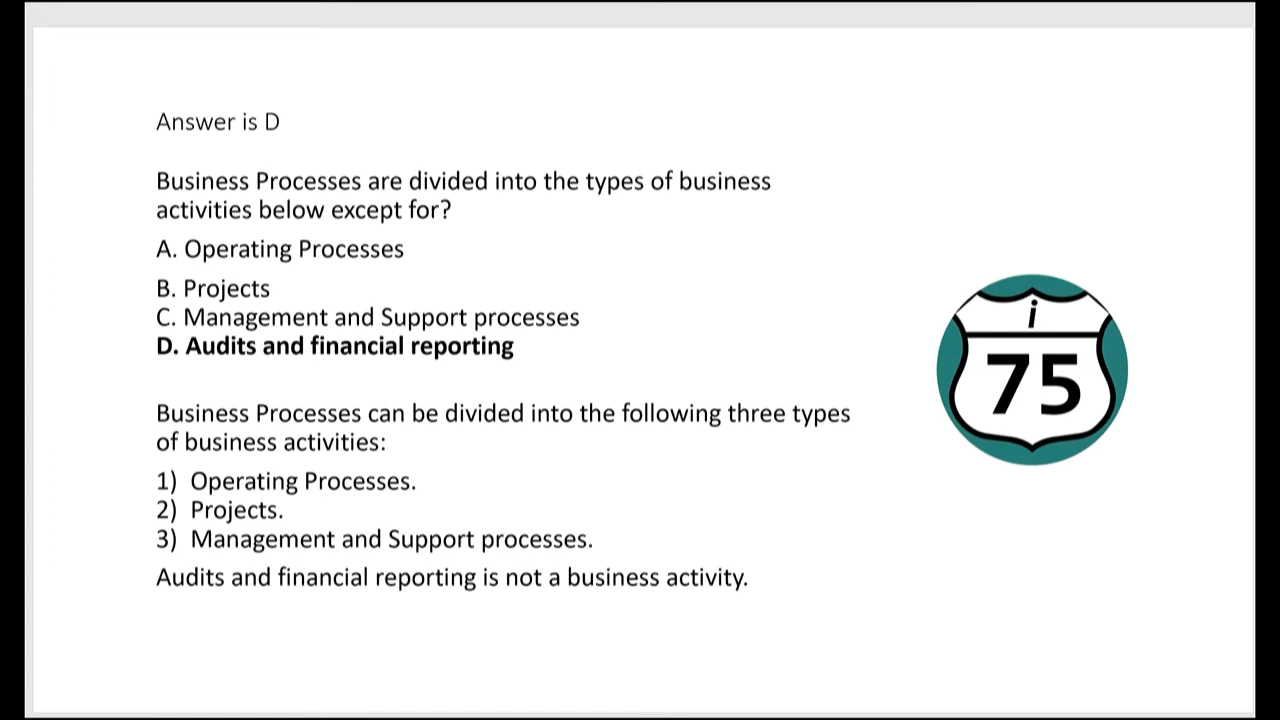 Answer is D
Business Processes are divided into the types of business
activities below except for?
A. Operating Processes
B. Projects
C. Management and Support processes
D. Audits and financial reporting
Business Processes can be divided into the following three types
of business activities:
1) Operating Processes.
2) Projects.
3) Management and Support processes.
Audits and financial reporting is not a business activity.
i
75